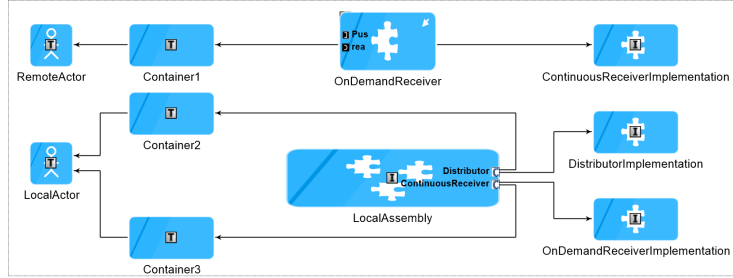 T
T
Pus
rea
I
RemoteActor
Container1
OnDemandReceiver
ContinuousReceiverImplementation
T
I
Container2
DistributorImplementation
T
Distributor
I
ContinuousReceiver
LocalActor
LocalAssembly
I
T
OnDemandReceiverImplementation
Container3